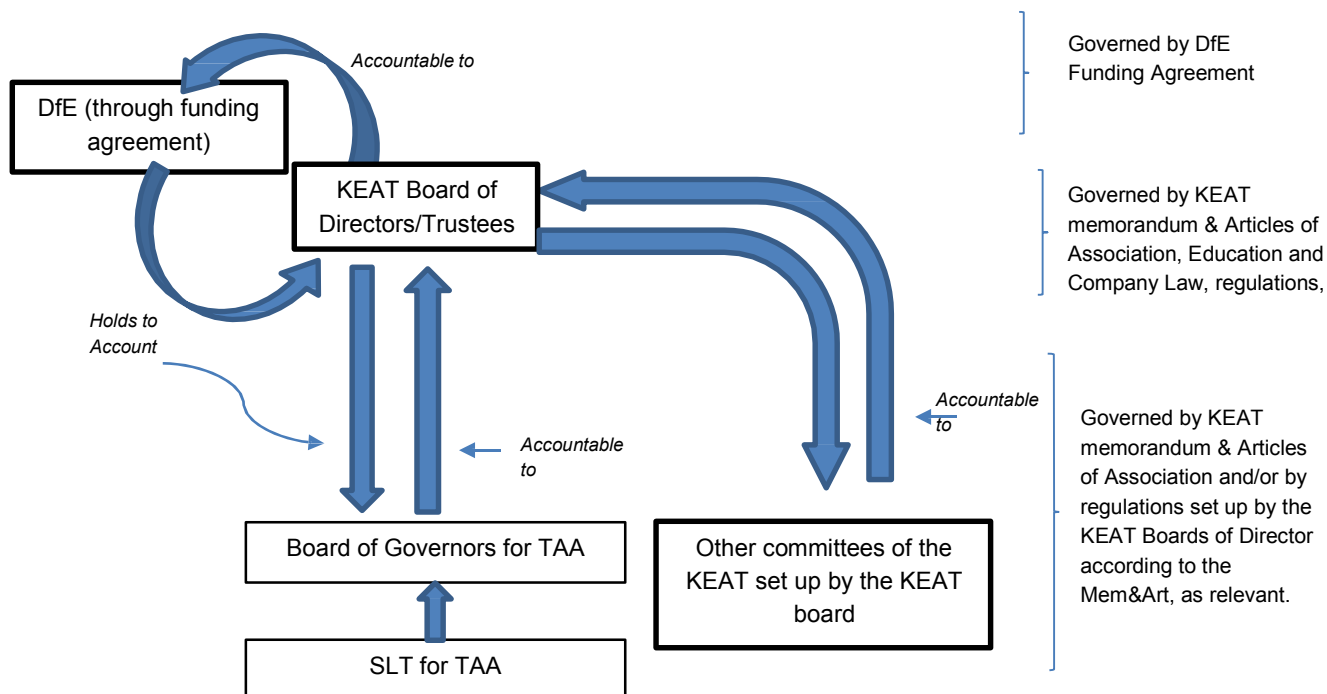 Accountable to
DfE (through funding
agreement)
KEAT Board of
Directors/Trustees
Holds to
Account
Accountable
to
Accountable
to
Board of Governors for TAA
SLT for TAA
Other committees of the
KEAT set up by the KEAT
board
Governed by DfE
Funding Agreement
Governed by KEAT
memorandum & Articles of
Association, Education and
Company Law, regulations,
Governed by KEAT
memorandum & Articles
of Association and/or by
regulations set up by the
KEAT Boards of Director
according to the
Mem&Art, as relevant.